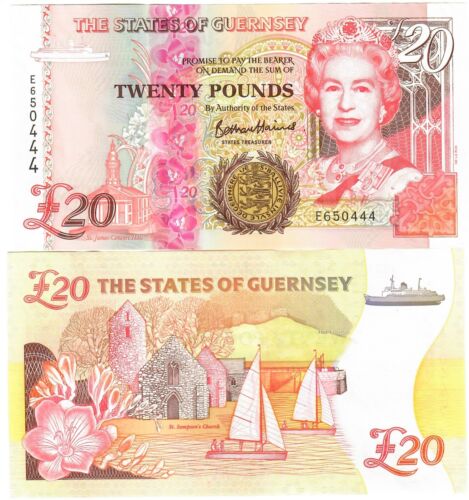 THE STATES OF GUERNSEY
£20
PROMISE TO PAY THE BEARER
ON DEMAND THE SUM OF
TWENTY POUNDS
By Authority of the States
STATES TREASURER
E650444
£20
St. James Concert Hall
E650444
£20
THE STATES OF GUERNSEY
St. Sampson's Church
£20